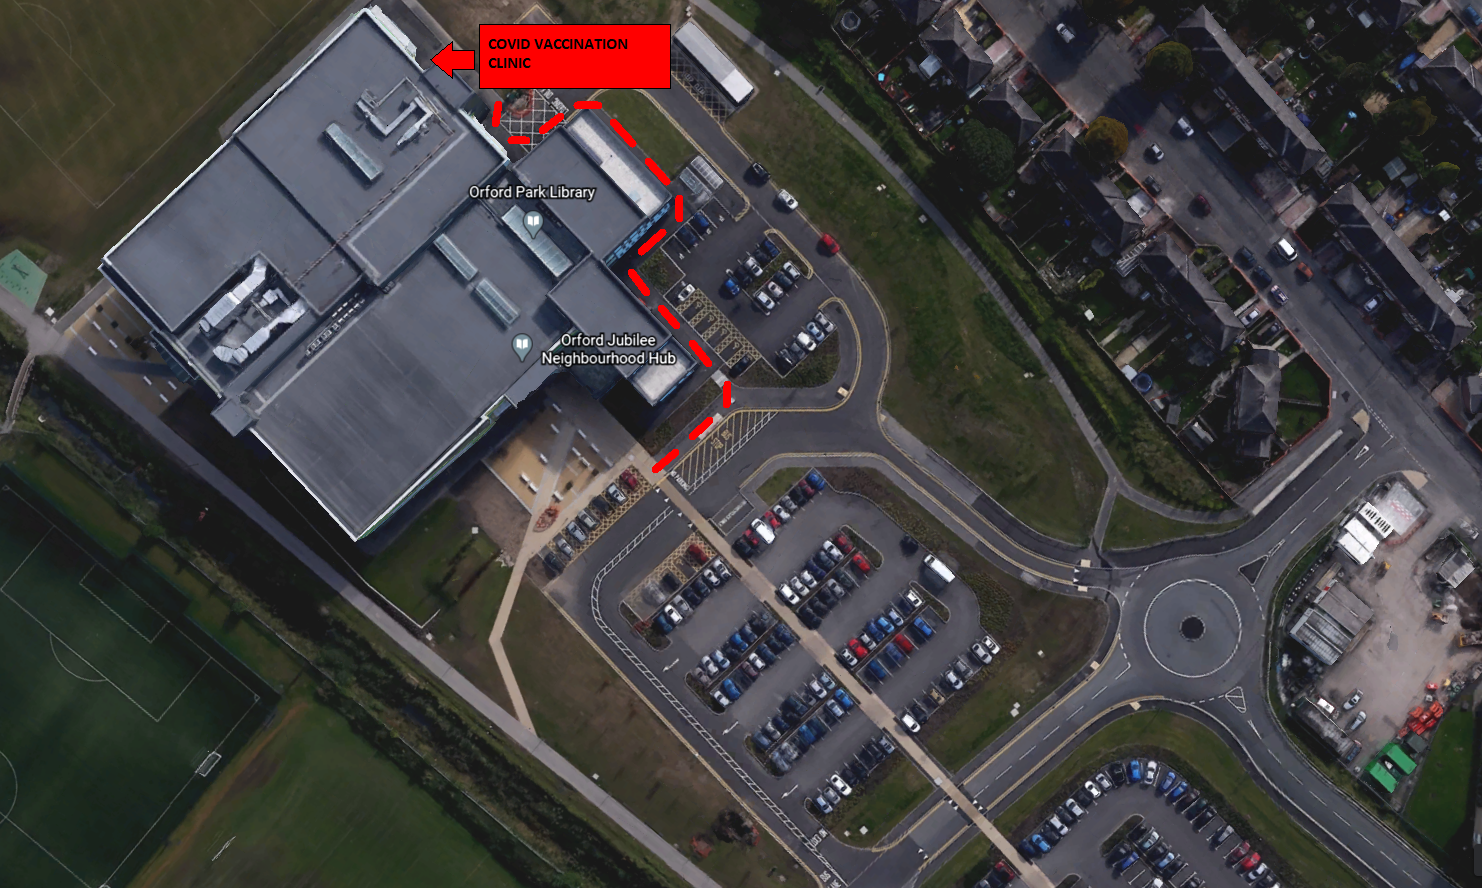 COVID VACCINATION
CLINIC
Orford Park Library
Orford Jubilee
Neighbourhood Hub